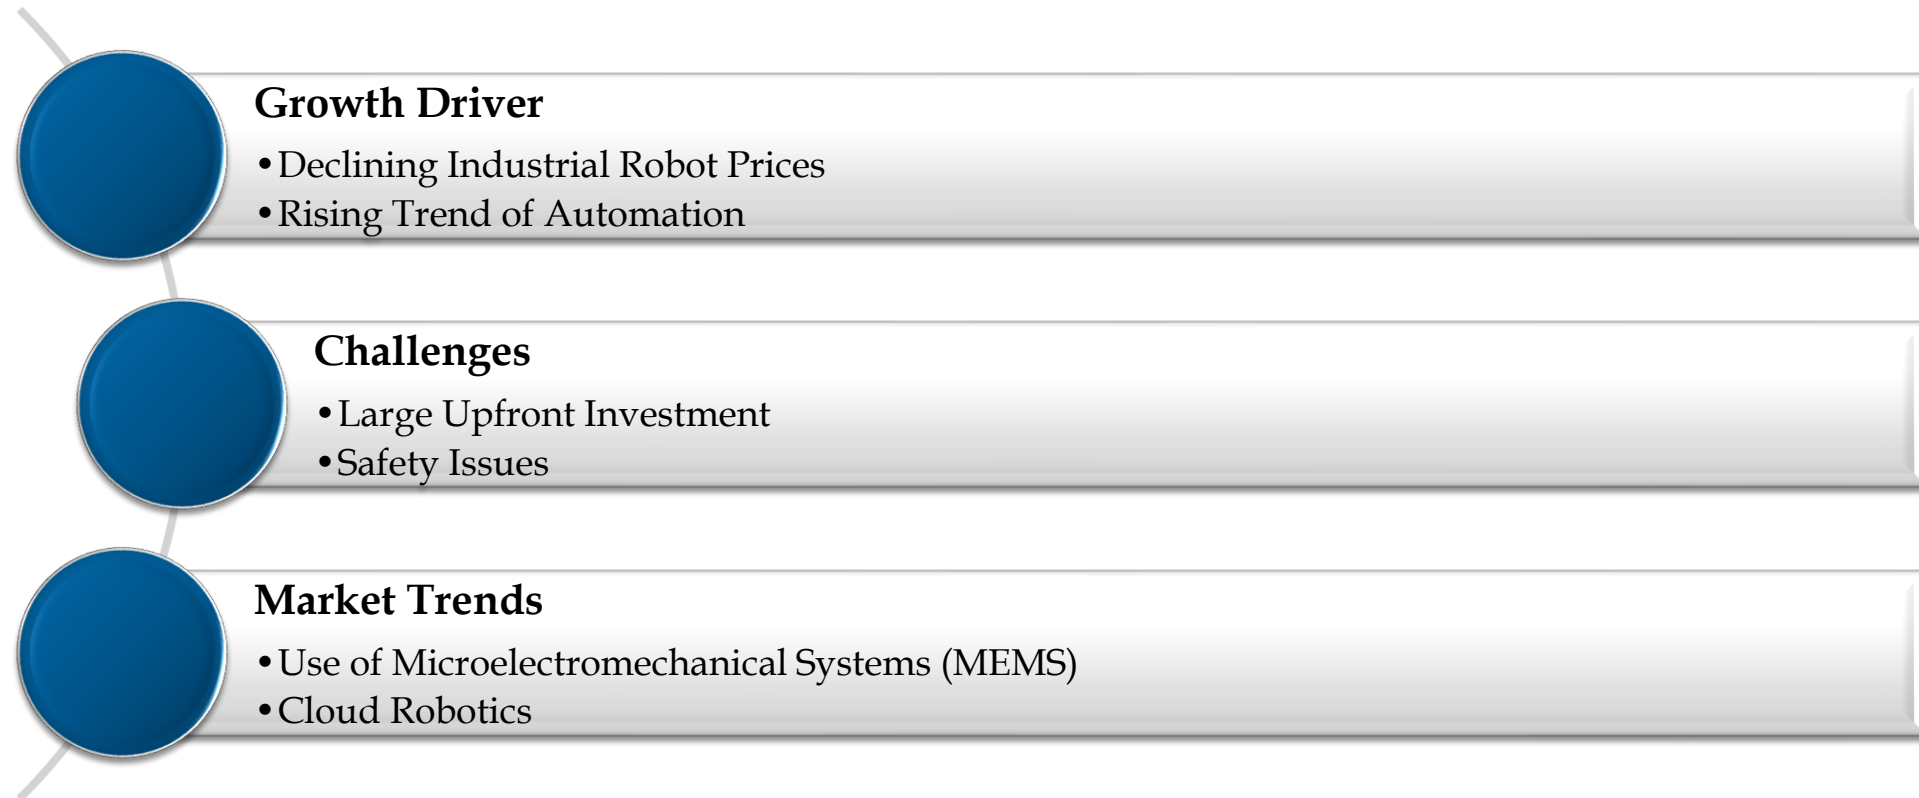 Growth Driver
•Declining Industrial Robot Prices
•Rising Trend of Automation
Challenges
•Large Upfront Investment
•Safety Issues
Market Trends
•Use of Microelectromechanical Systems (MEMS)
•Cloud Robotics